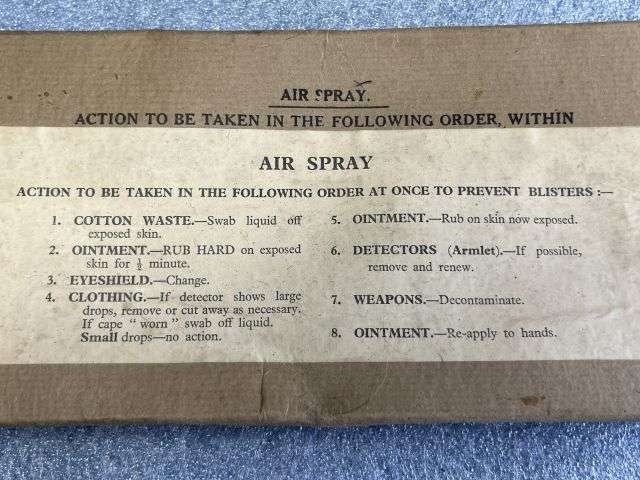 AIR SPRAY.
ACTION TO BE TAKEN IN THE FOLLOWING ORDER, WITHIN
AIR SPRAY
ACTION TO BE TAKEN IN THE FOLLOWING ORDER AT ONCE TO PREVENT BLISTERS :—
1. COTTON WASTE.—Swab liquid off
exposed skin.
2. OINTMENT.—RUB HARD on exposed
skin for ½ minute.
3. EYESHIELD.—Change.
4. CLOTHING.—If detector shows large
drops, remove or cut away as necessary.
If cape "worn" swab off liquid.
Small drops—no action.
5. OINTMENT.—Rub on skin now exposed.
6. DETECTORS (Armlet).—If possible,
remove and renew.
7. WEAPONS.—Decontaminate.
8. OINTMENT.—Re-apply to hands.